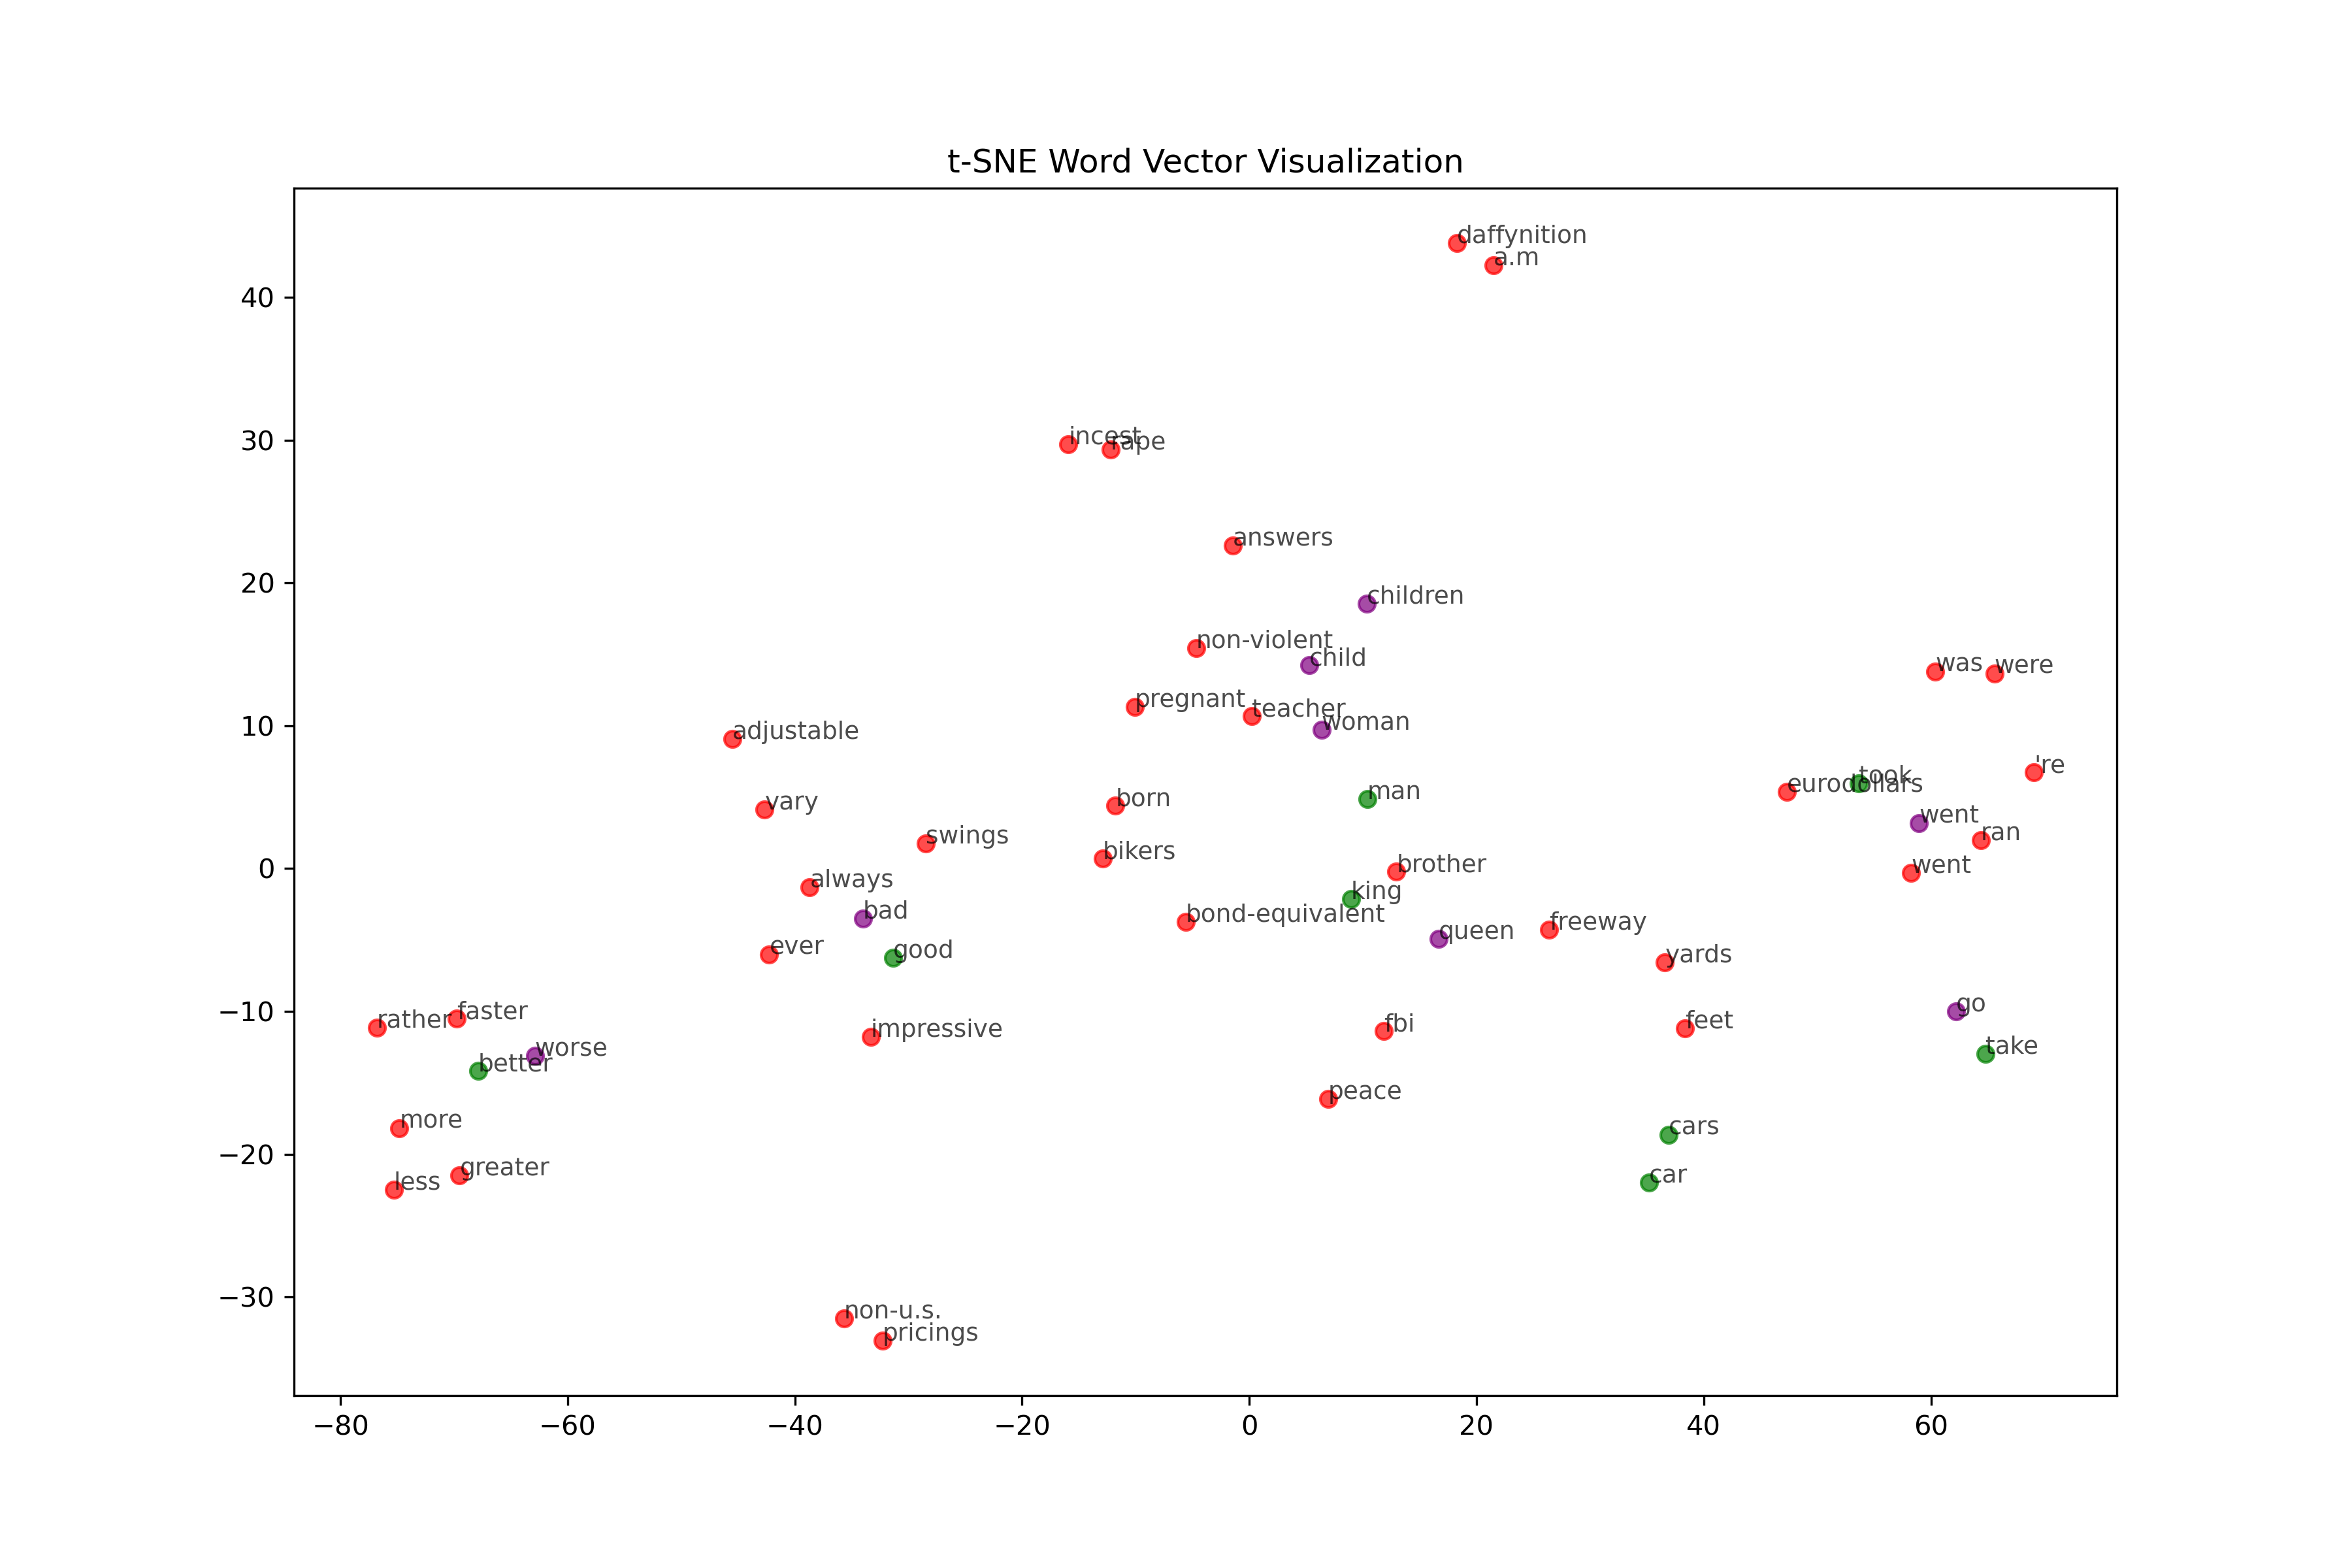 t-SNE Word Vector Visualization
daffynition
a.m
40
30
incest
rape
answers
20
children
non-violent
child
was
were
pregnant
teacher
woman
10
adjustable
're
took
eurodollars
man
born
vary
went
swings
ran
bikers
0
brother
went
always
king
bad
bond-equivalent
freeway
queen
ever
good
yards
−10
go
faster
rather
fbi
feet
impressive
worse
take
better
peace
more
cars
−20
greater
car
less
−30
non-u.s.
pricings
−80 −60 −40 −20 0 20 40 60